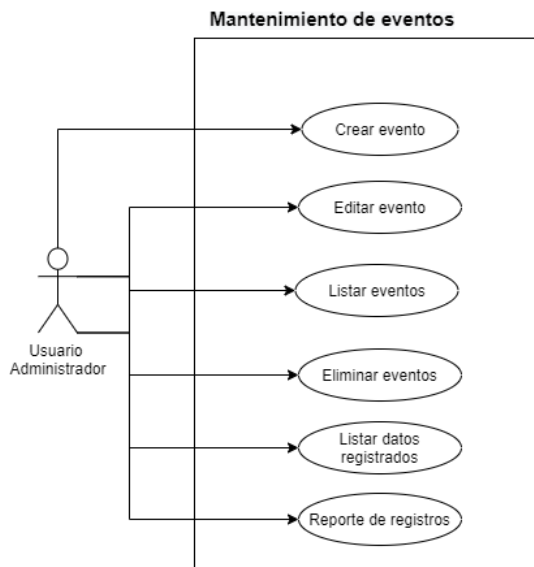 Mantenimiento de eventos
Crear evento
Editar evento
Listar eventos
Usuario
Administrador
Eliminar eventos
Listar datos
registrados
Reporte de registros